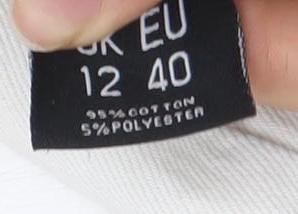 UK EU
12 40
95% COTTON
5% POLYESTER